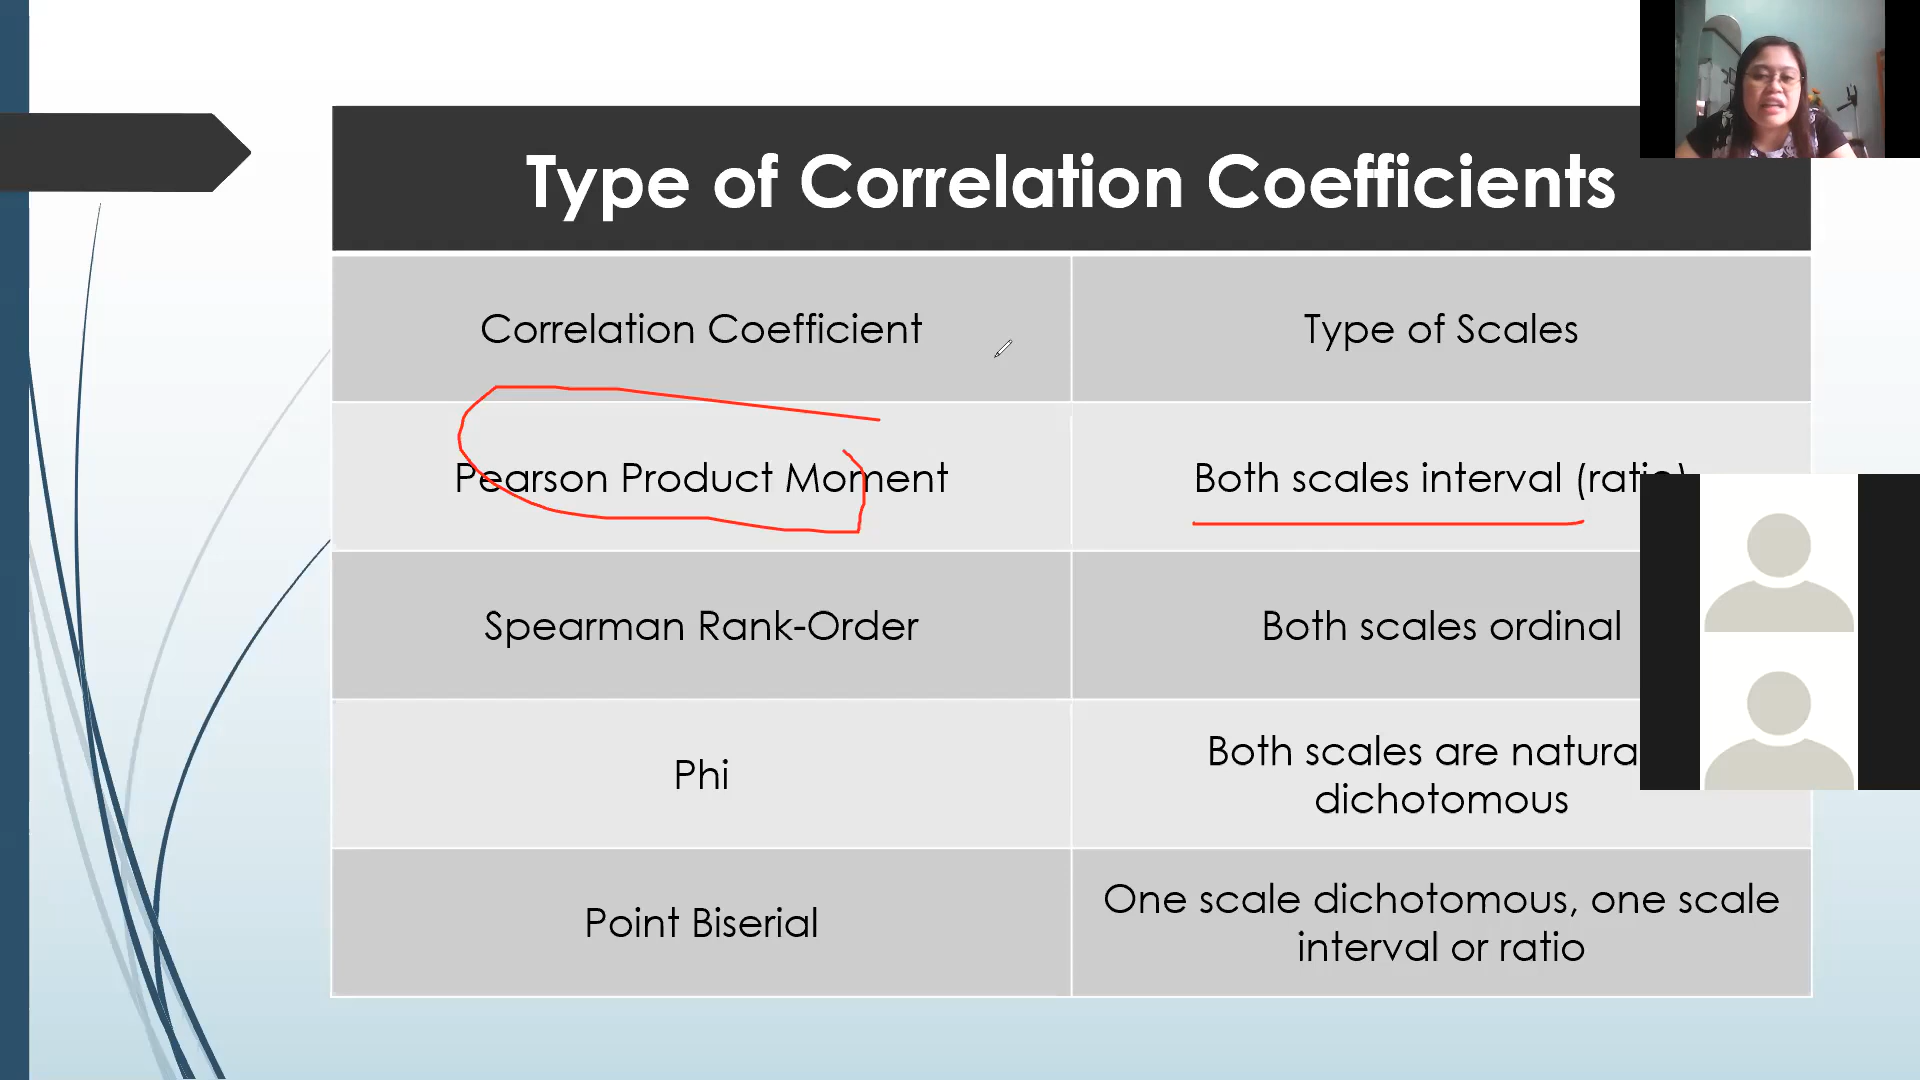 Type of Correlation Coefficients
Correlation Coefficient
Type of Scales
Pearson Product Moment
Both scales interval (ratio)
Spearman Rank-Order
Both scales ordinal
Phi
Both scales are
dichotomous
Point Biserial
One scale dichotomous, one scale
interval or ratio